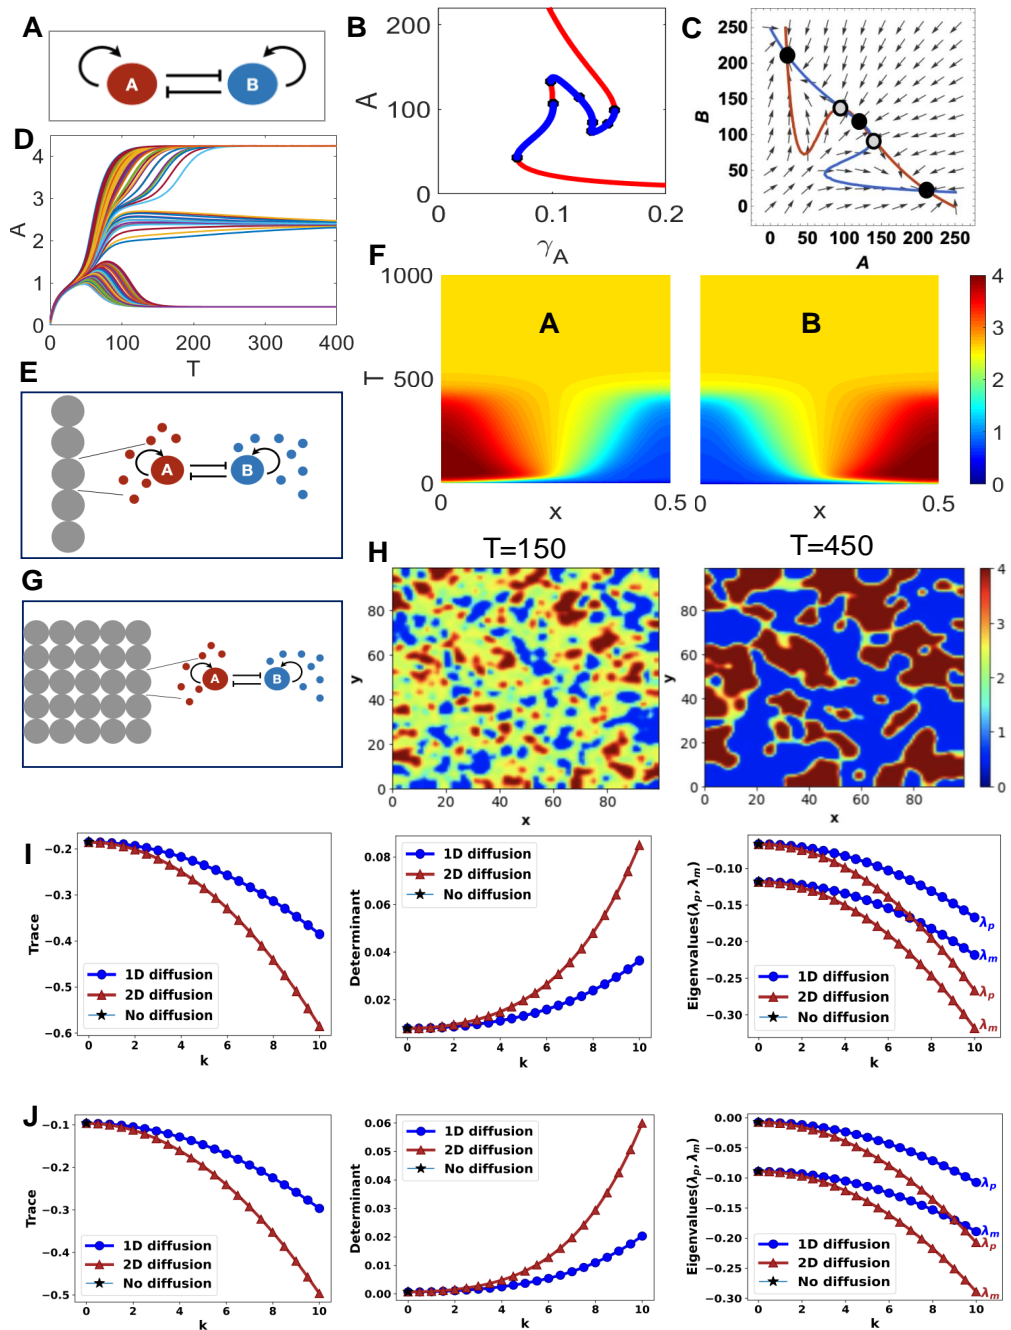 A
A
B
B
A
200
100
0
0
0.1
0.2
γA
C
B
250
200
150
100
50
0
0
50
100
150
200
250
A
D
A
4
3
2
1
0
0
100
200
300
400
T
E
A
B
F
T
1000
500
0
A
B
x
0.5
x
0.5
4
3
2
1
0
G
A
B
H
T=150
T=450
y
80
60
40
20
0
0
20
40
60
80
x
y
80
60
40
20
0
0
20
40
60
80
x
4
3
2
1
0
I
Trace
−0.2
−0.3
−0.4
−0.5
−0.6
1D diffusion
2D diffusion
No diffusion
0
2
4
6
8
10
k
Determinant
0.08
0.06
0.04
0.02
1D diffusion
2D diffusion
No diffusion
0
2
4
6
8
10
k
Eigenvalues(λp, λm)
−0.10
−0.15
−0.20
−0.25
−0.30
1D diffusion
2D diffusion
No diffusion
λp
λm
λp
λm
0
2
4
6
8
10
k
J
Trace
−0.1
−0.2
−0.3
−0.4
−0.5
1D diffusion
2D diffusion
No diffusion
0
2
4
6
8
10
k
Determinant
0.06
0.05
0.04
0.03
0.02
0.01
0.00
1D diffusion
2D diffusion
No diffusion
0
2
4
6
8
10
k
Eigenvalues(λp, λm)
0.00
−0.05
−0.10
−0.15
−0.20
−0.25
−0.30
1D diffusion
2D diffusion
No diffusion
λp
λm
λp
λm
0
2
4
6
8
10
k